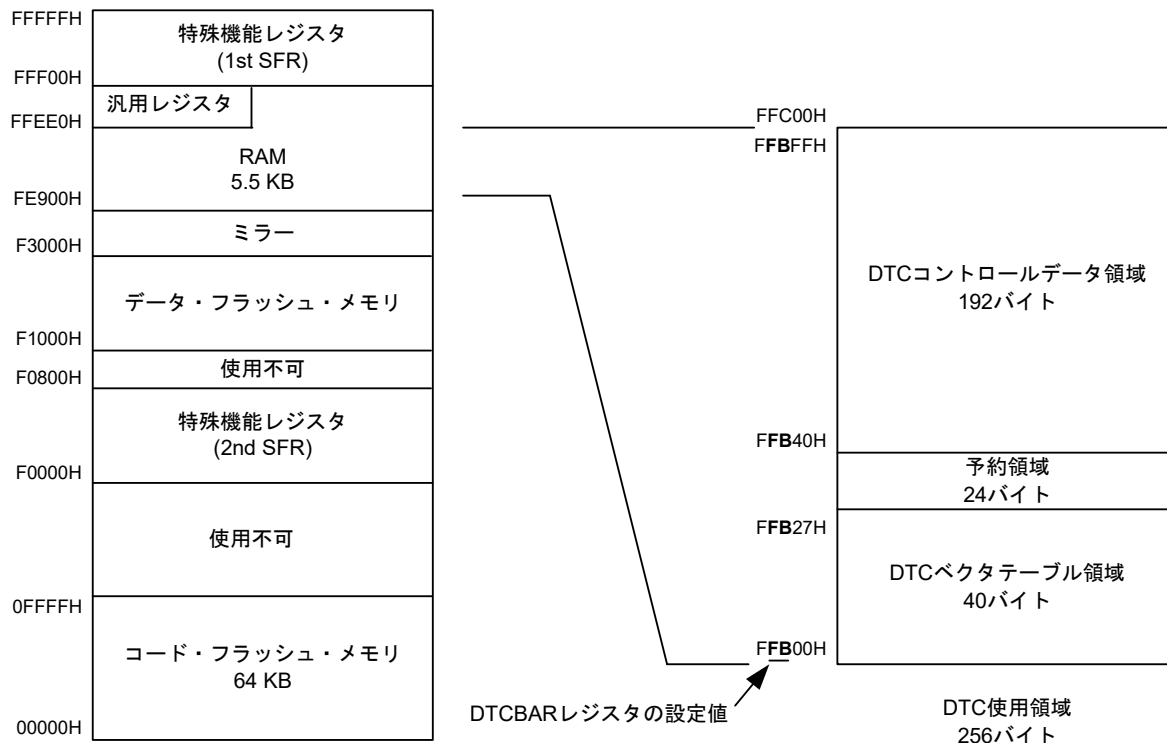 FFFFFH
特殊機能レジスタ
(1st SFR)
FFF00H
汎用レジスタ
FFEE0H
RAM
5.5 KB
FE900H
ミラー
F3000H
データ・フラッシュ・メモリ
F1000H
使用不可
F0800H
特殊機能レジスタ
(2nd SFR)
F0000H
使用不可
0FFFFH
コード・フラッシュ・メモリ
64 KB
00000H
FFC00H
FFBFFH
DTCコントロールデータ領域
192バイト
FFB40H
予約領域
24バイト
FFB27H
DTCベクタテーブル領域
40バイト
FFB00H
DTCBARレジスタの設定値
DTC使用領域
256バイト